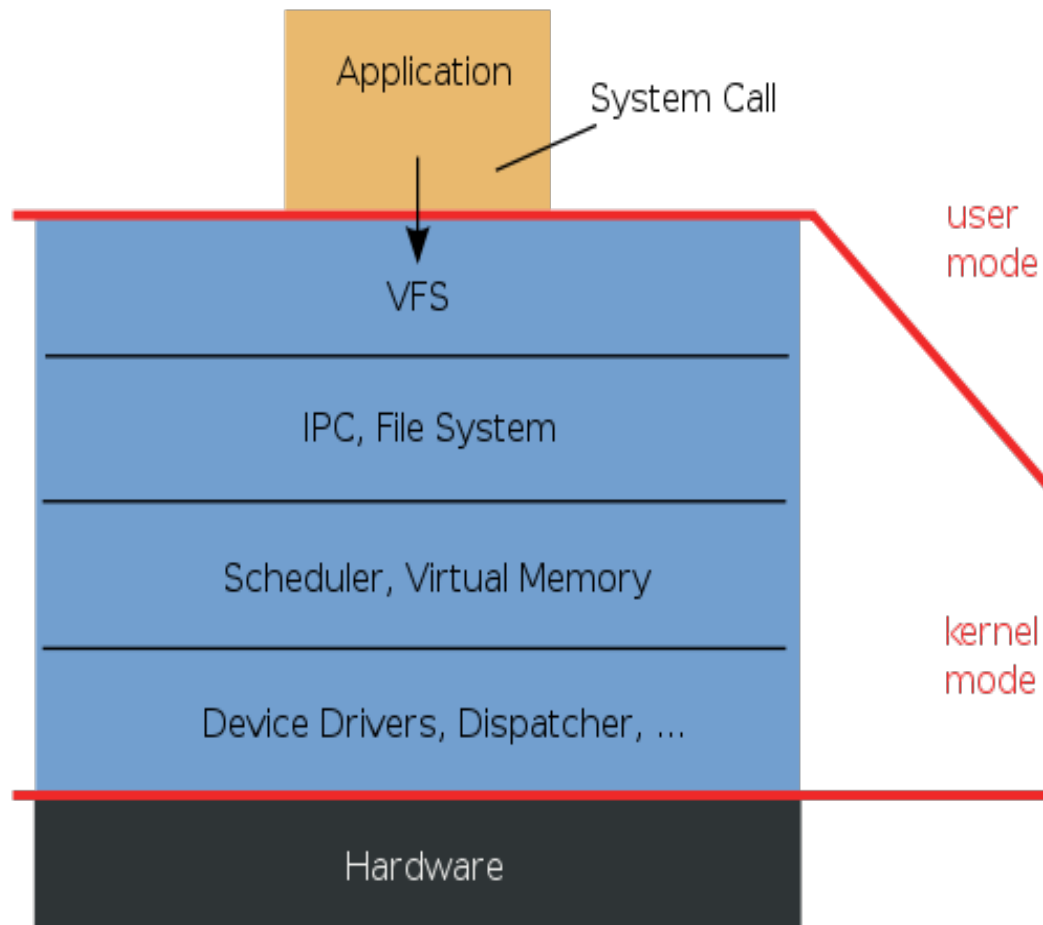 Application
System Call
user
mode
VFS
IPC, File System
Scheduler, Virtual Memory
kernel
mode
Device Drivers, Dispatcher, ...
Hardware